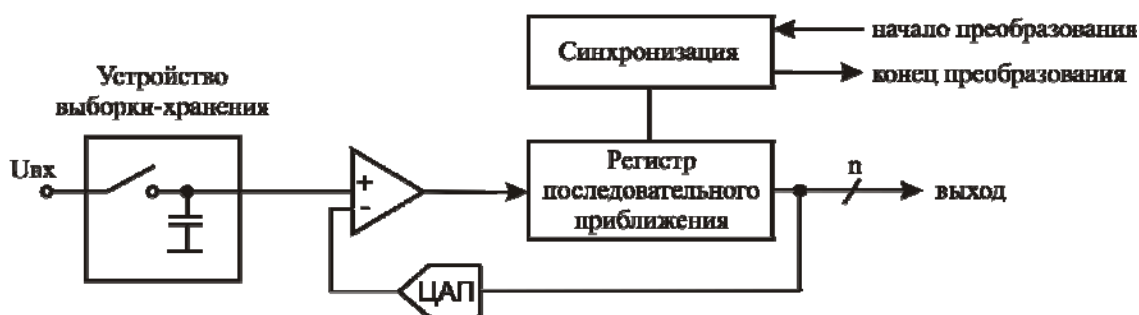 Устройство
выборки-хранения
Uвх
+
-
ЦАП
Синхронизация
начало преобразования
конец преобразования
Регистр
последовательного
приближения
n
выход